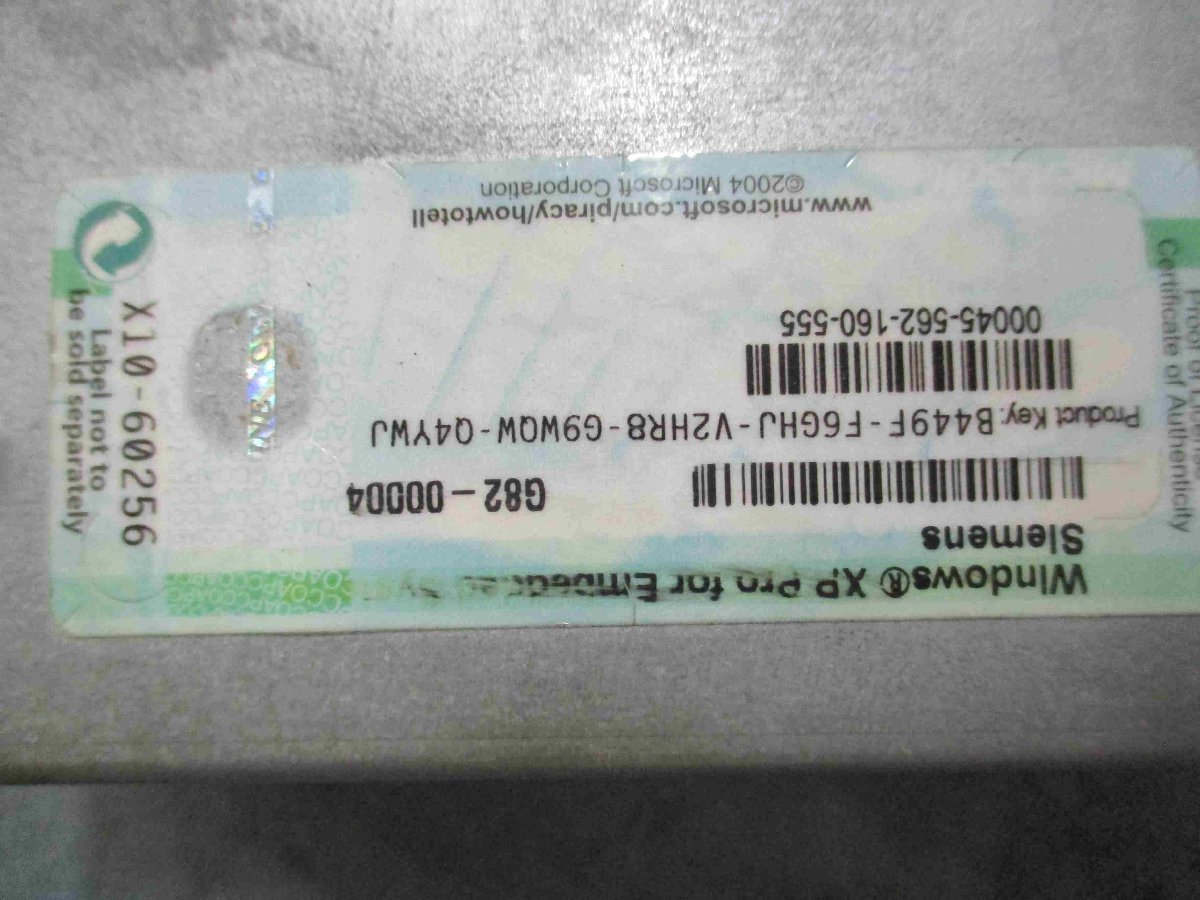 Windows® XP Pro for
Siemens
G82-00004
Product Key: B449F-F6GHJ-V2HR8-G9WQW-Q4YWJ
00045-562-160-555
www.microsoft.com/piracy/howtotell
©2004 Microsoft Corporation
Certificate of Authenticity
X10-60256
Label not to
be sold separately